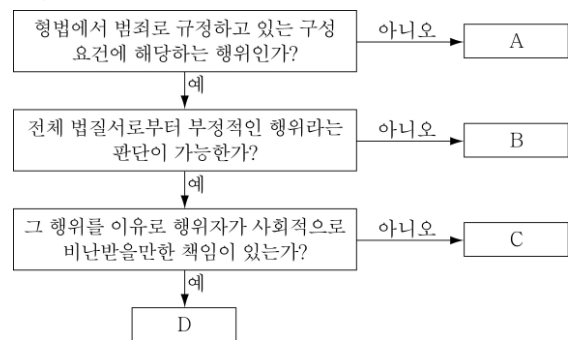 형법에서 범죄로 규정하고 있는 구성
요건에 해당하는 행위인가?
아니오
A
예
전체 법질서로부터 부정적인 행위라는
판단이 가능한가?
아니오
B
예
그 행위를 이유로 행위자가 사회적으로
비난받을만한 책임이 있는가?
아니오
C
예
D